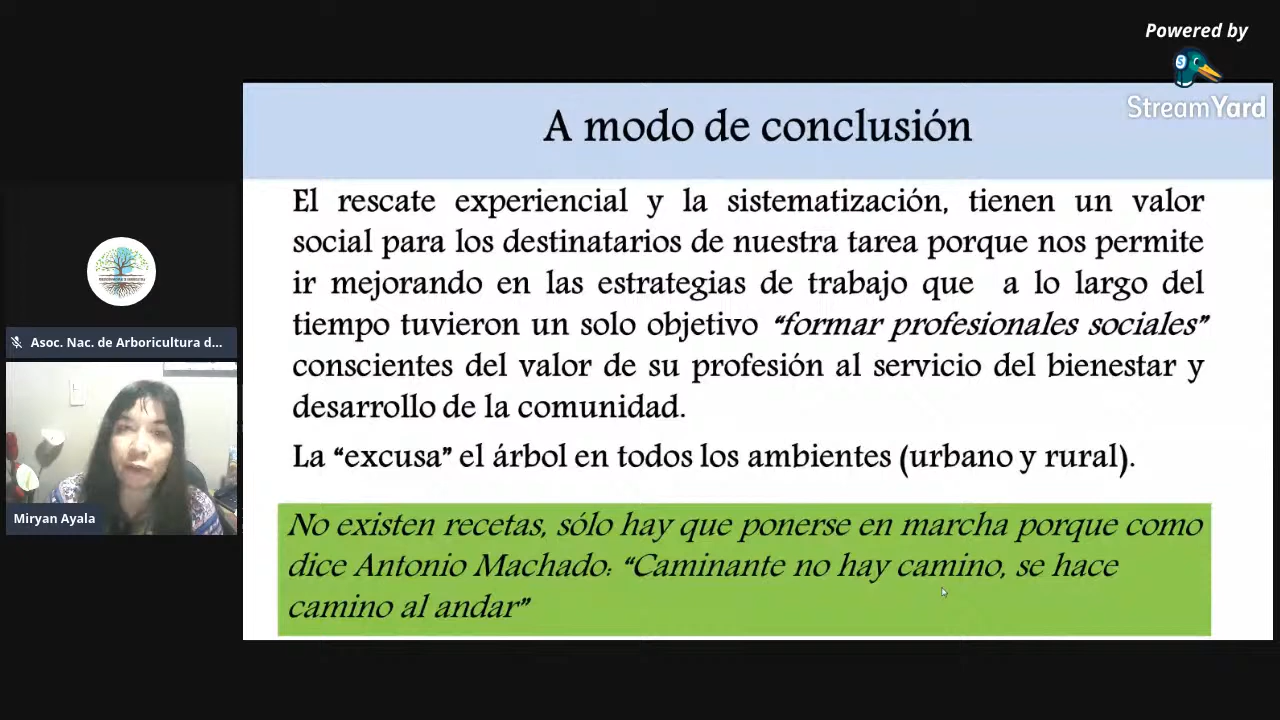 Powered by
StreamYard
A modo de conclusión
El rescate experiencial y la sistematización, tienen un valor
social para los destinatarios de nuestra tarea porque nos permite
ir mejorando en las estrategias de trabajo que a lo largo del
tiempo tuvieron un solo objetivo “formar profesionales sociales”
conscientes del valor de su profesión al servicio del bienestar y
desarrollo de la comunidad.
La “excusa” el árbol en todos los ambientes (urbano y rural).
No existen recetas, sólo hay que ponerse en marcha porque como
dice Antonio Machado: “Caminante no hay camino, se hace
camino al andar”
Asoc. Nac. de Arboricultura d...
Miryan Ayala